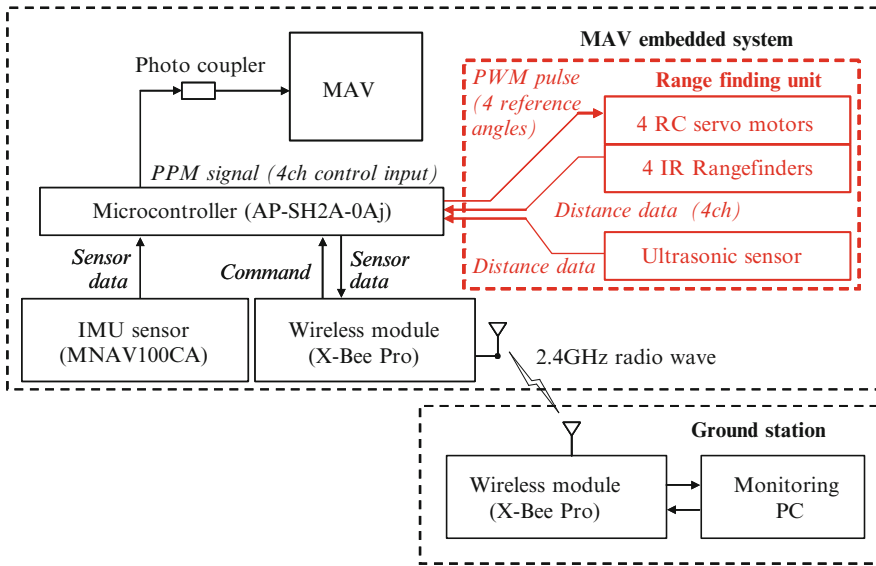 MAV embedded system
Photo coupler
MAV
PWM pulse
(4 reference
angles)
Range finding unit
4 RC servo motors
4 IR Rangefinders
PPM signal (4ch control input)
Microcontroller (AP-SH2A-0Aj)
Distance data (4ch)
Ultrasonic sensor
Distance data
Sensor
data
Command
Sensor
data
IMU sensor
(MNAV100CA)
Wireless module
(X-Bee Pro)
2.4GHz radio wave
Ground station
Wireless module
(X-Bee Pro)
Monitoring
PC